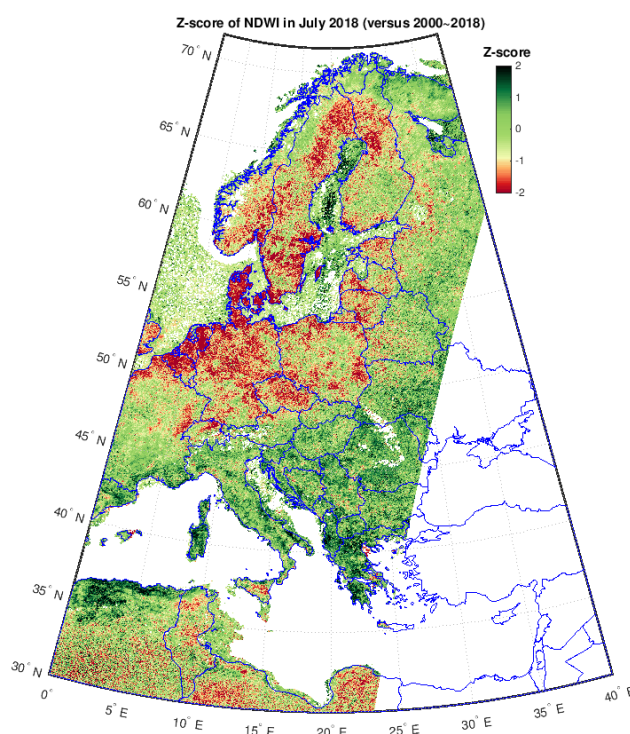 Z-score of NDWI in July 2018 (versus 2000~2018)
Z-score
2
1
0
-1
-2
70° N
65° N
60° N
55° N
50° N
45° N
40° N
35° N
30° N
0°
5° E
10° E
15° E
20° E
25° E
30° E
35° E
40° E